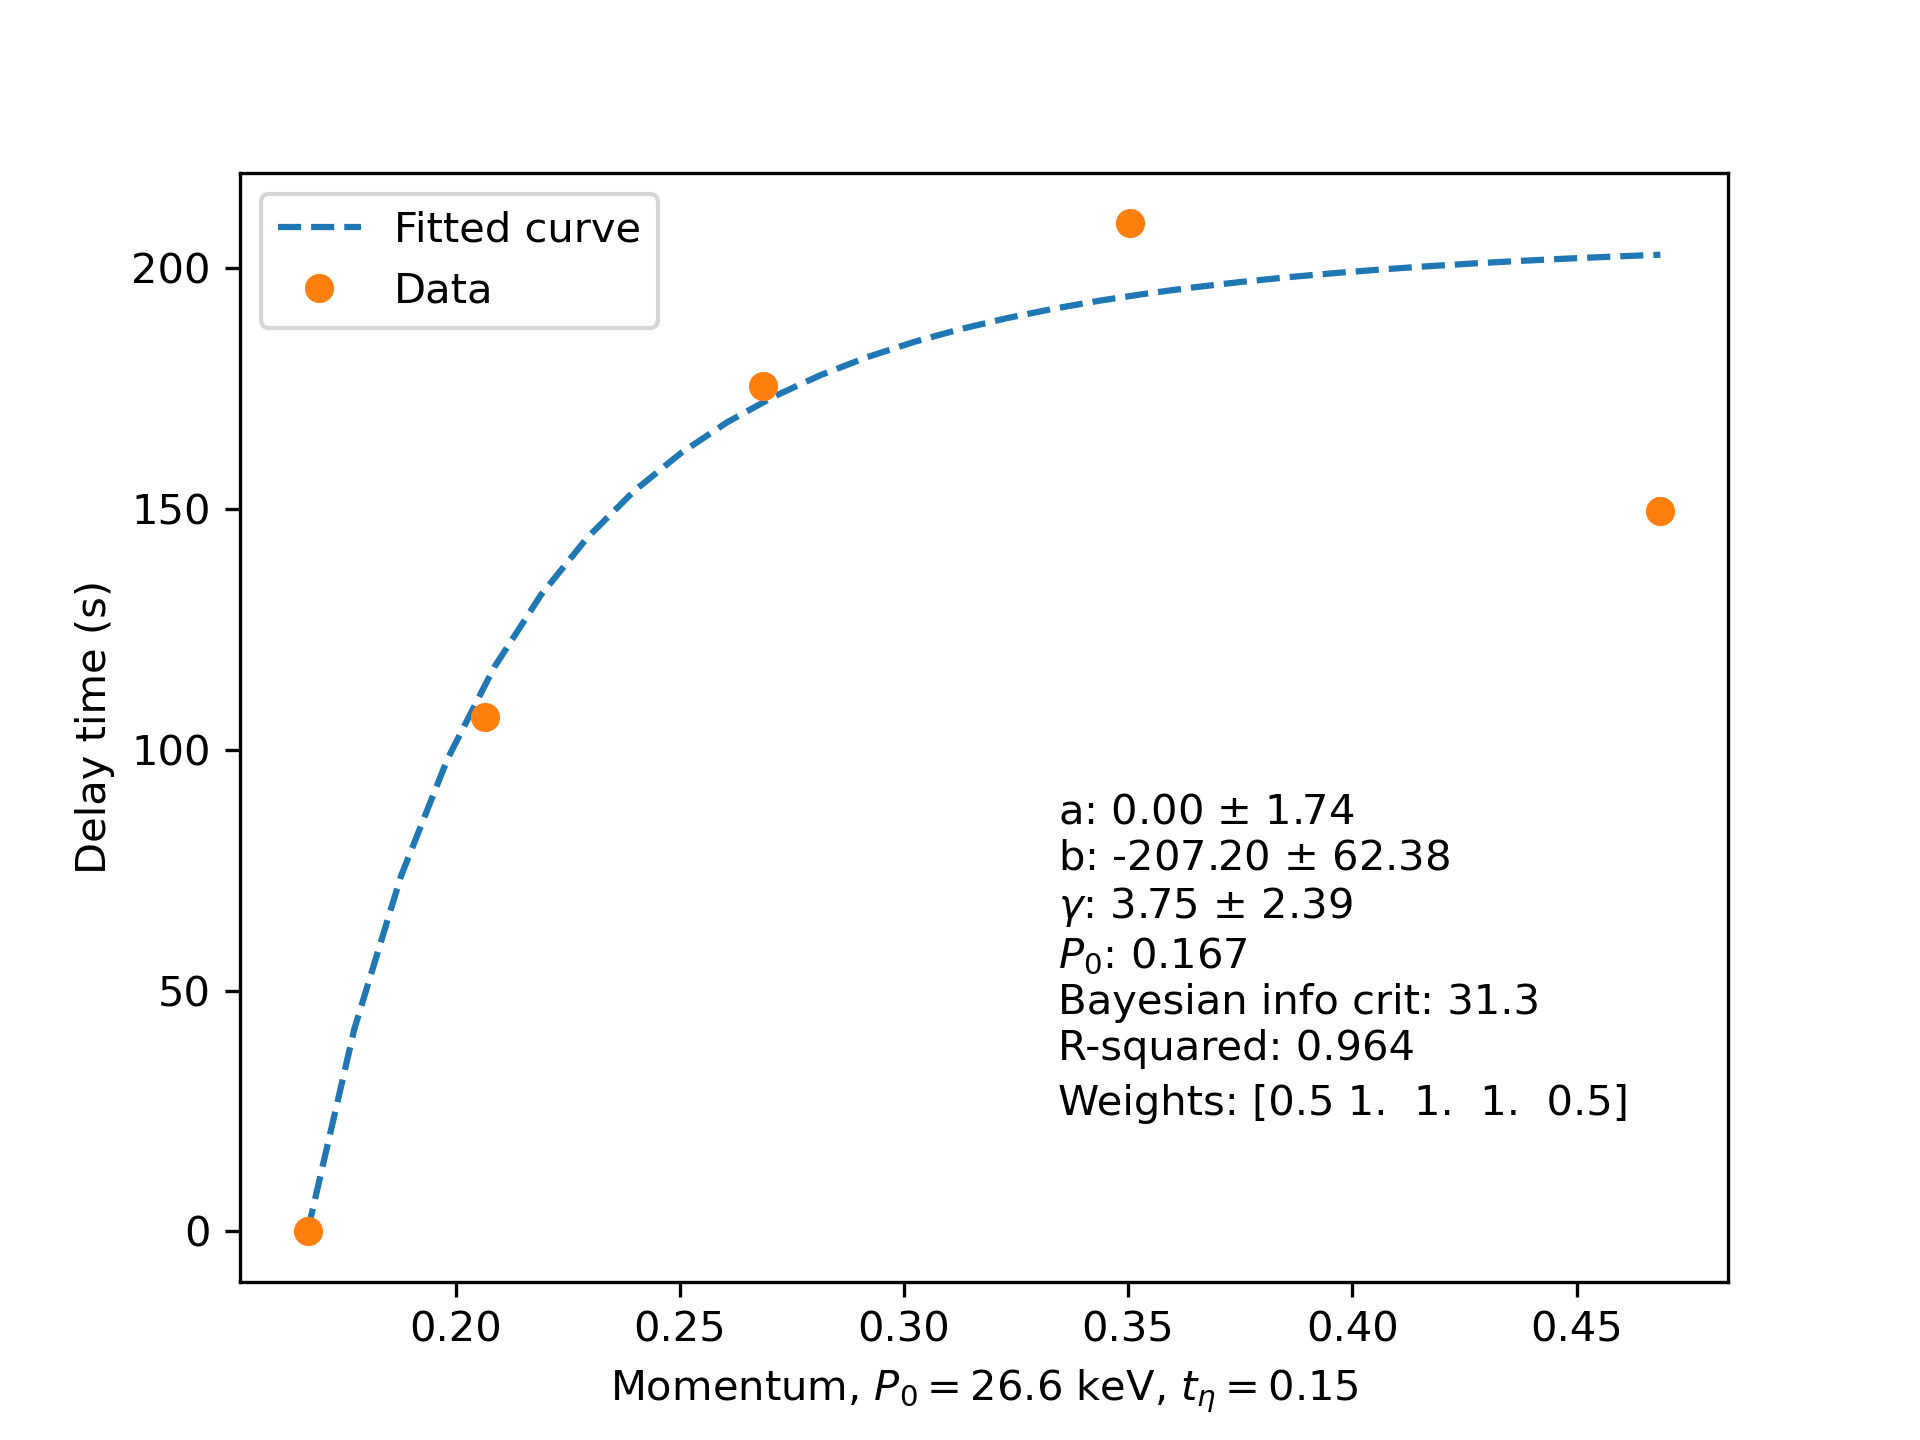 Fitted curve
Data
200
150
100
50
0
Delay time (s)
a: 0.00 ± 1.74
b: -207.20 ± 62.38
γ: 3.75 ± 2.39
P₀: 0.167
Bayesian info crit: 31.3
R-squared: 0.964
Weights: [0.5 1.  1.  1.  0.5]
0.20 0.25 0.30 0.35 0.40 0.45
Momentum, P₀ = 26.6 keV, tη = 0.15